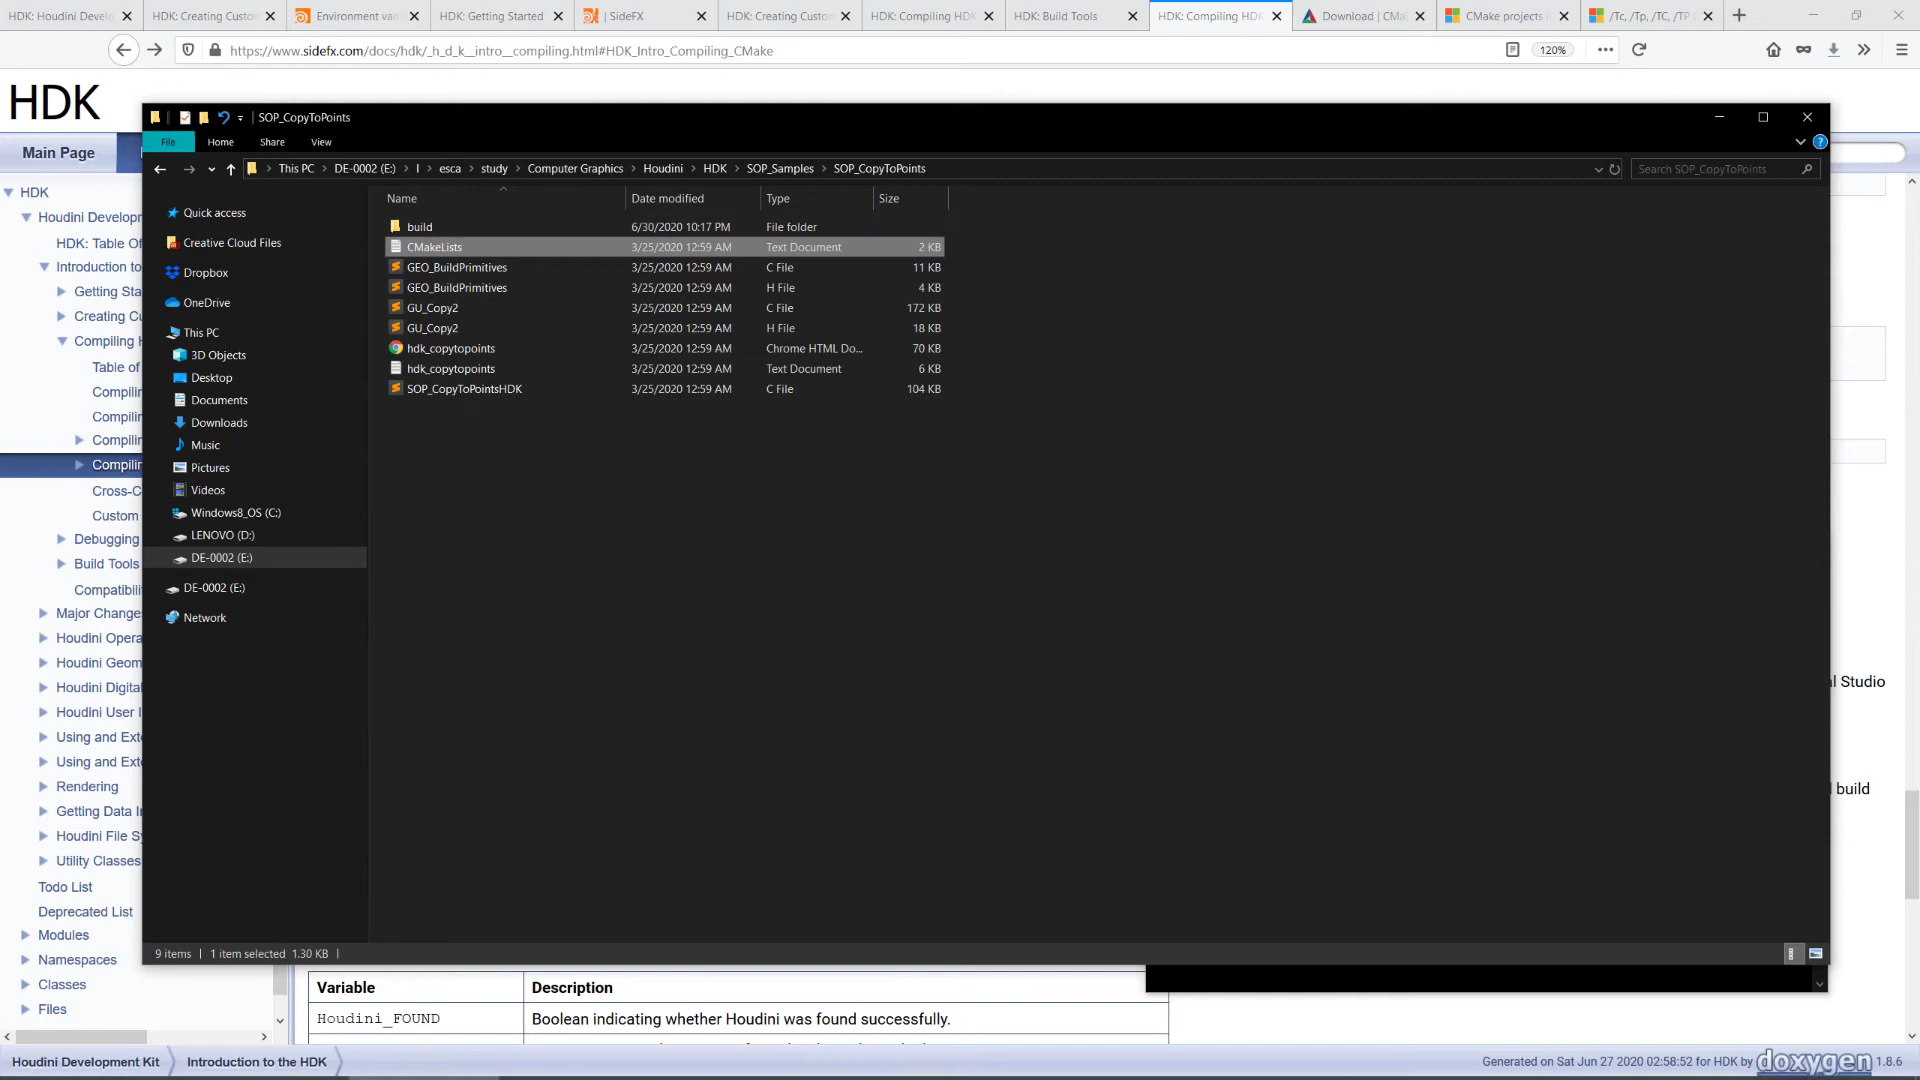 HDK: Houdini Develo
HDK: Creating Custo
Environment vari
HDK: Getting Started
| SideFX
HDK: Creating Custo
HDK: Compiling HDK
HDK: Build Tools
HDK: Compiling HDK
Download | CMa
CMake projects i
/Tc, /Tp, /TC, /TP
https://www.sidefx.com/docs/hdk/_h_d_k__intro__compiling.html#HDK_Intro_Compiling_CMake
120%
HDK
Main Page
SOP_CopyToPoints
File
Home
Share
View
This PC
DE-0002 (E:)
I
esca
study
Computer Graphics
Houdini
HDK
SOP_Samples
SOP_CopyToPoints
Search SOP_CopyToPoints
Name
Date modified
Type
Size
build 6/30/2020 10:17 PM File folder
CMakeLists 3/25/2020 12:59 AM Text Document 2 KB
GEO_BuildPrimitives 3/25/2020 12:59 AM C File 11 KB
GEO_BuildPrimitives 3/25/2020 12:59 AM H File 4 KB
GU_Copy2 3/25/2020 12:59 AM C File 172 KB
GU_Copy2 3/25/2020 12:59 AM H File 18 KB
hdk_copytopoints 3/25/2020 12:59 AM Chrome HTML Do... 70 KB
hdk_copytopoints 3/25/2020 12:59 AM Text Document 6 KB
SOP_CopyToPointsHDK 3/25/2020 12:59 AM C File 104 KB
Quick access
Creative Cloud Files
Dropbox
OneDrive
This PC
3D Objects
Desktop
Documents
Downloads
Music
Pictures
Videos
Windows8_OS (C:)
LENOVO (D:)
DE-0002 (E:)
DE-0002 (E:)
Network
9 items
1 item selected 1.30 KB
HDK
Houdini Develop
HDK: Table Of
Introduction to
Getting Sta
Creating Cu
Compiling
Table of
Compilin
Compilin
Compilin
Compilin
Cross-C
Custom
Debugging
Build Tools
Compatibili
Major Change
Houdini Opera
Houdini Geom
Houdini Digita
Houdini User I
Using and Exte
Using and Exte
Rendering
Getting Data In
Houdini File Sy
Utility Classes
Todo List
Deprecated List
Modules
Namespaces
Classes
Files
l Studio
build
Variable
Description
Houdini_FOUND
Boolean indicating whether Houdini was found successfully.
Houdini Development Kit
Introduction to the HDK
Generated on Sat Jun 27 2020 02:58:52 for HDK by doxygen 1.8.6